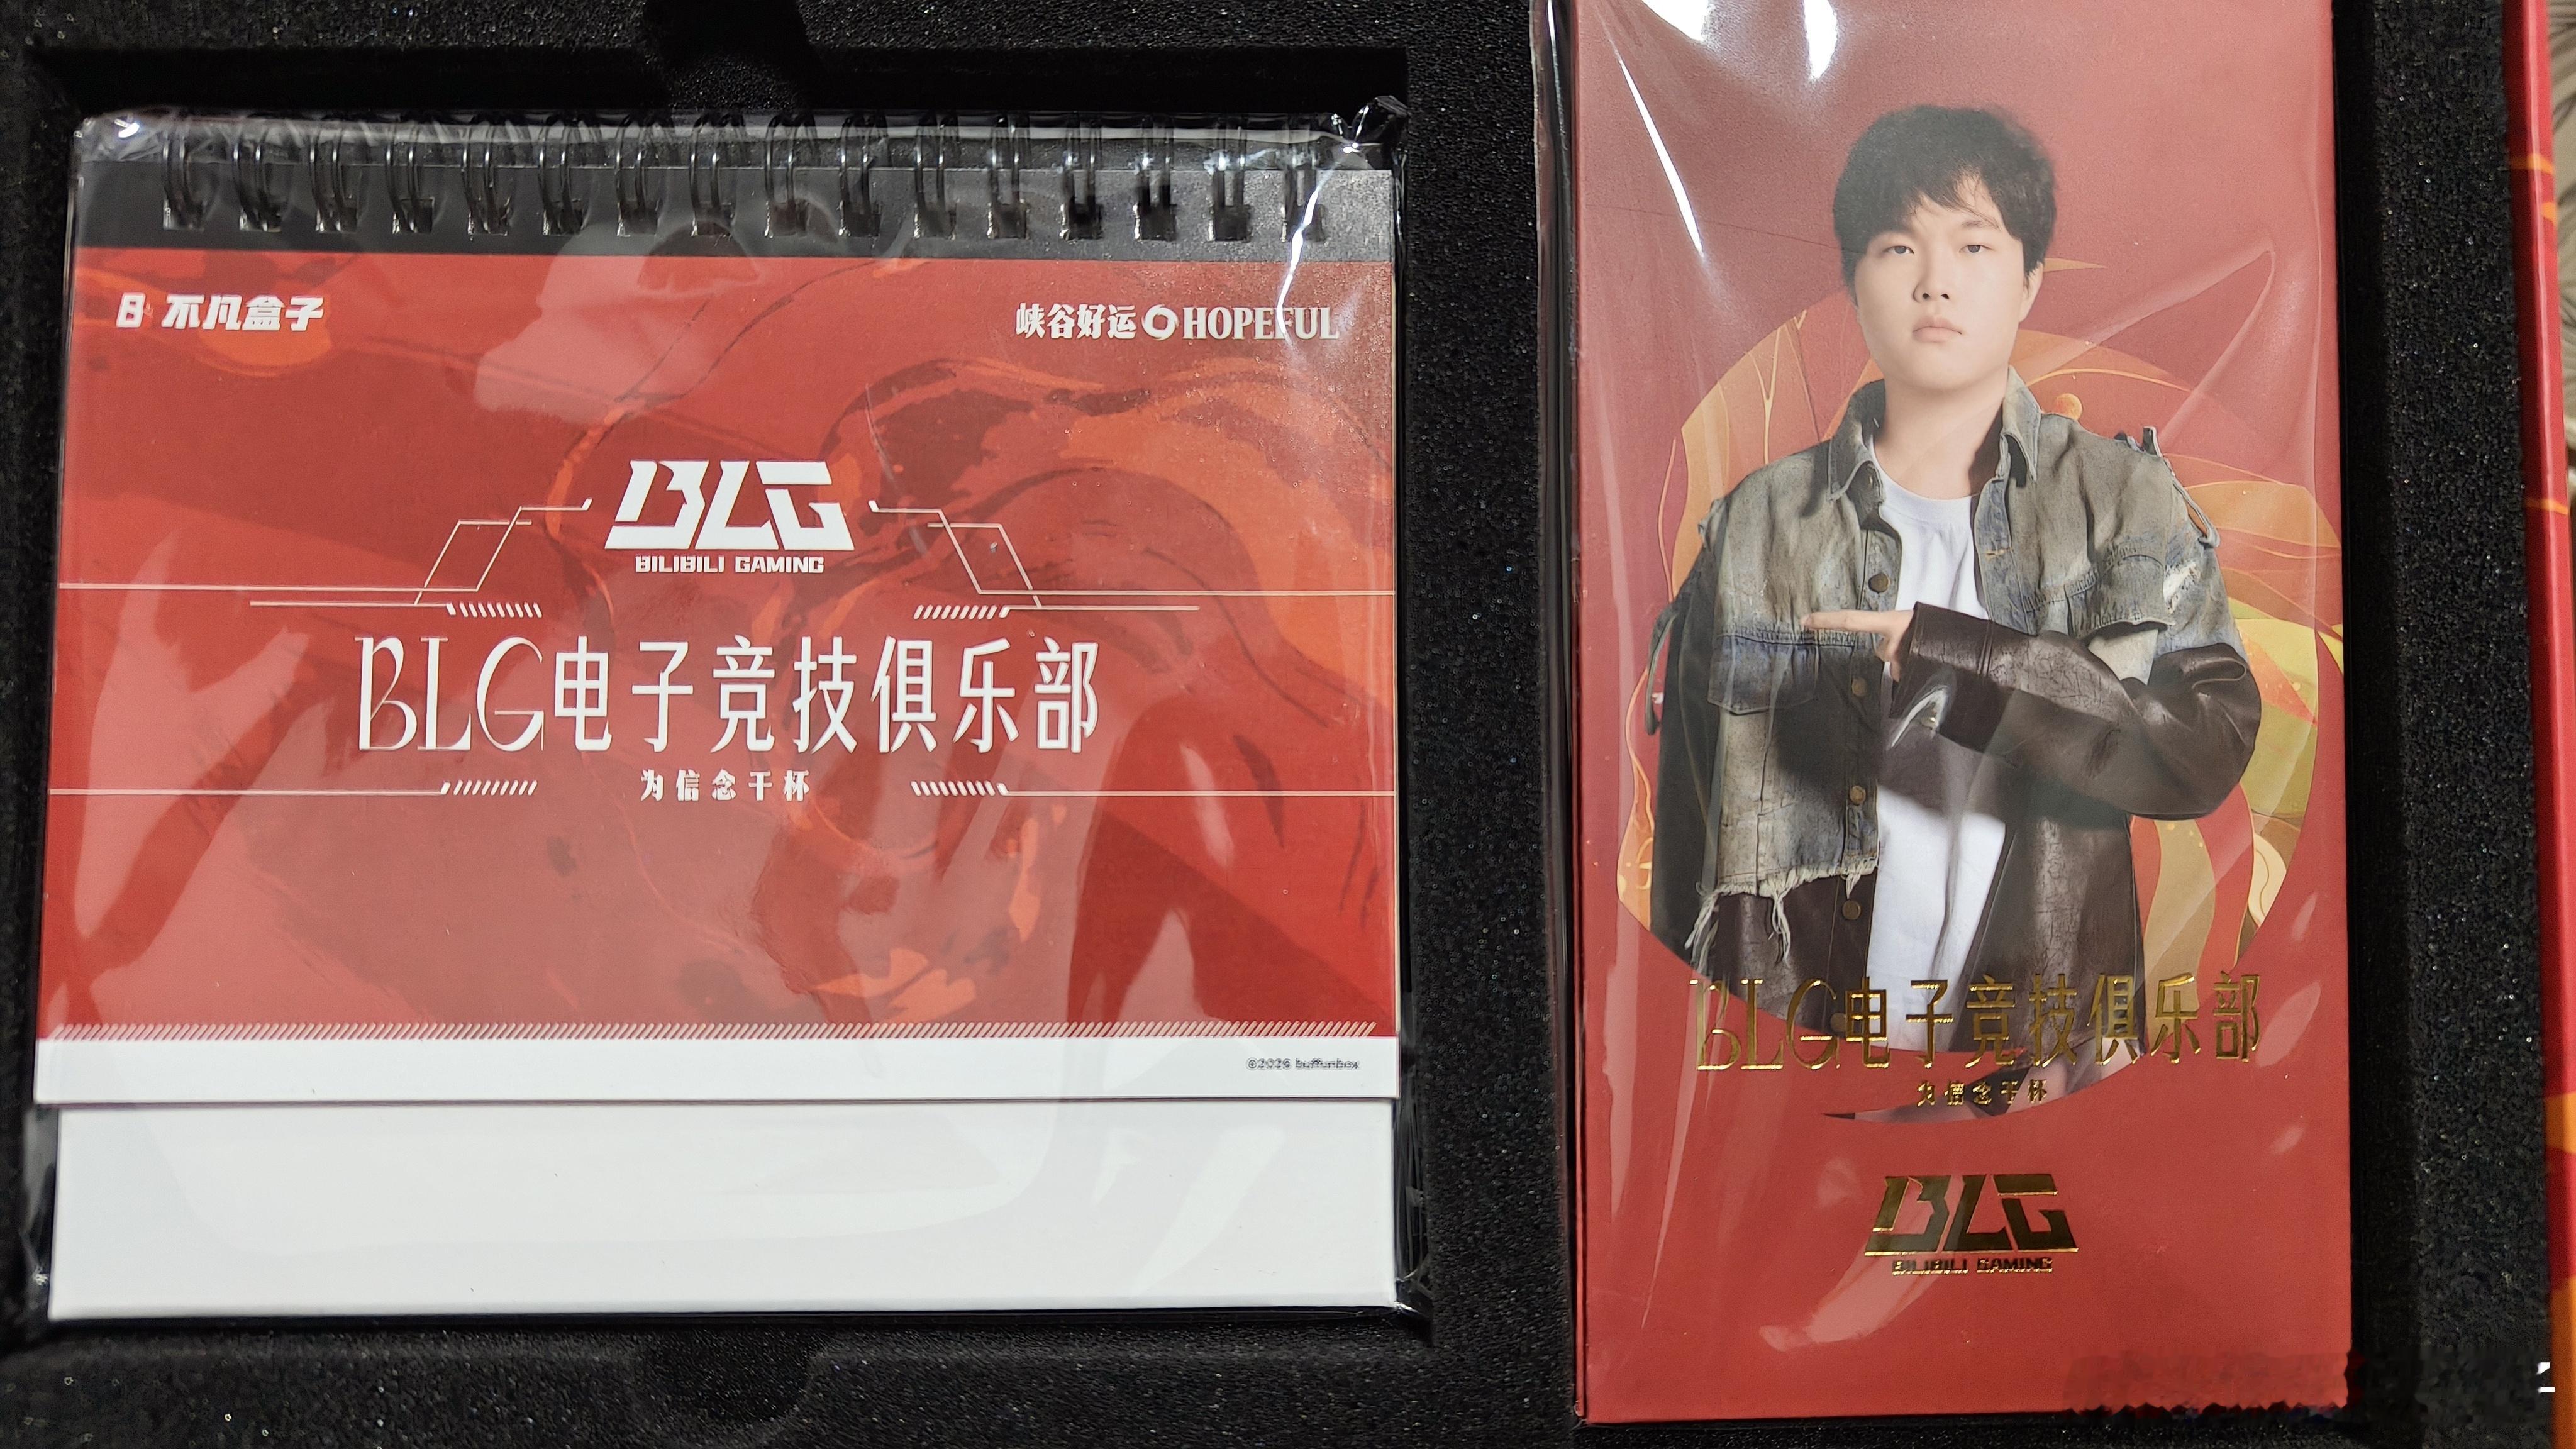 不凡盒子
峡谷好运 HOPEFUL
BLG
BILIBILI GAMING
BLG电子竞技俱乐部
为信念干杯
©2026 buffunbox
BLG电子竞技俱乐部
为信念干杯
BLG
BILIBILI GAMING